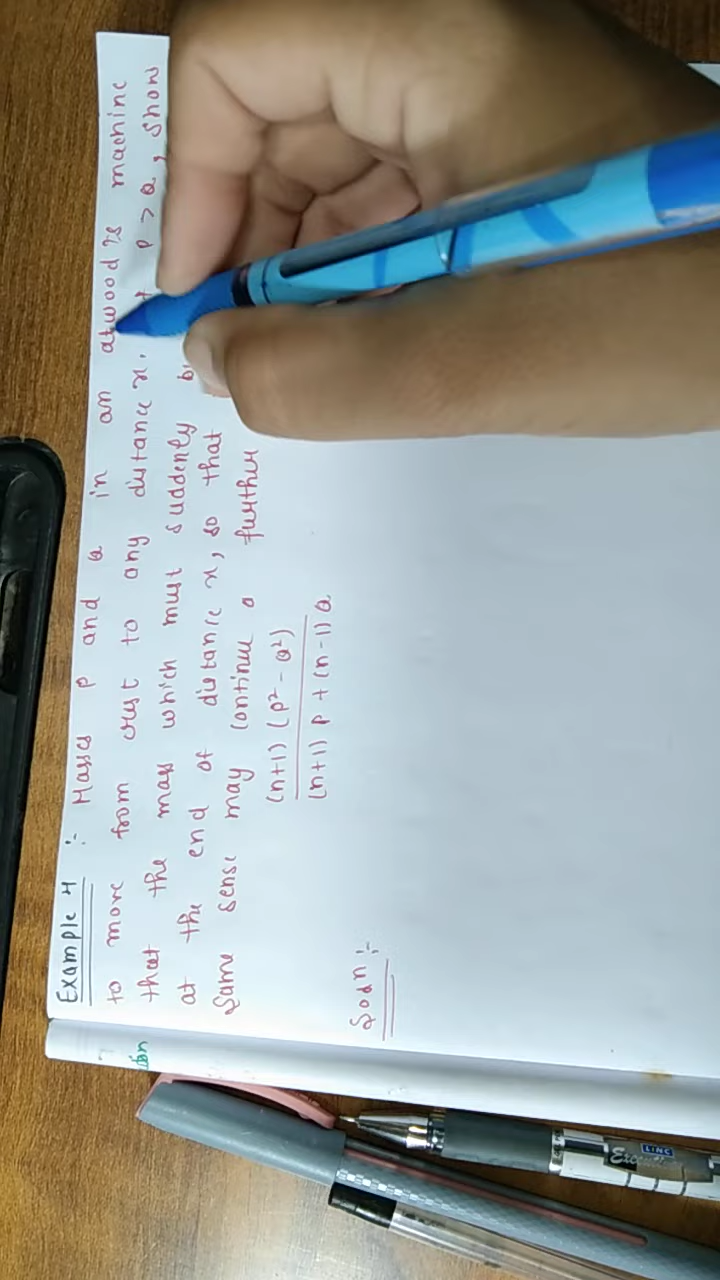 Example 4 :- Masses P and Q in an atwood's machine
to move from rest to any distance x. P > Q, show
that the mass which must suddenly
at the end of distance x, so that
same sense may continue a further
(n+1) (P² - Q²)
(n+1) P + (n-1) Q
Soln :-
LINC